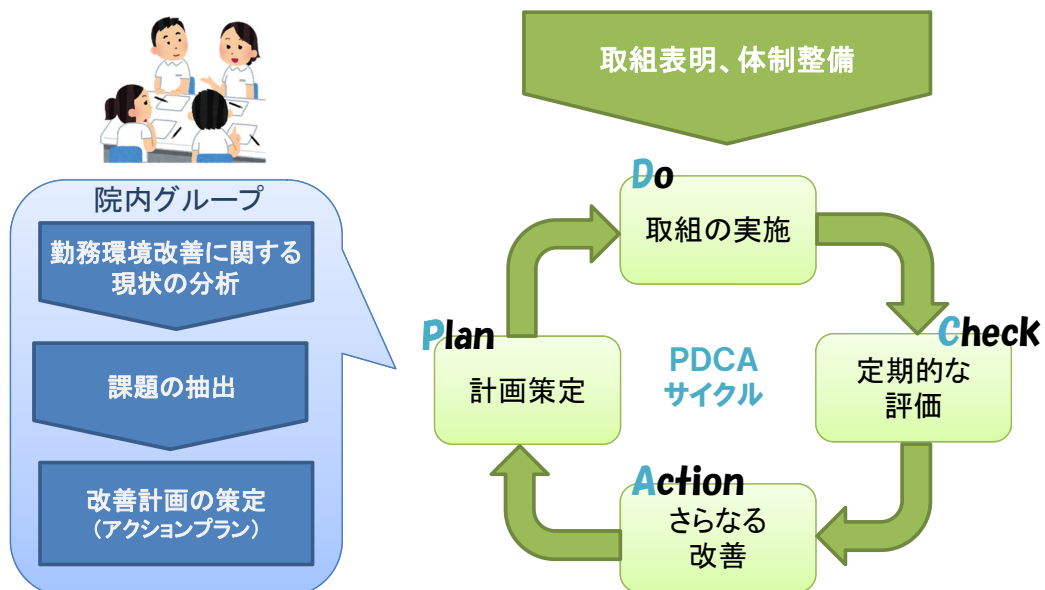 取組表明、体制整備
院内グループ
勤務環境改善に関する
現状の分析
課題の抽出
改善計画の策定
(アクションプラン)
Do
取組の実施
Plan
計画策定
PDCA
サイクル
Check
定期的な
評価
Action
さらなる
改善